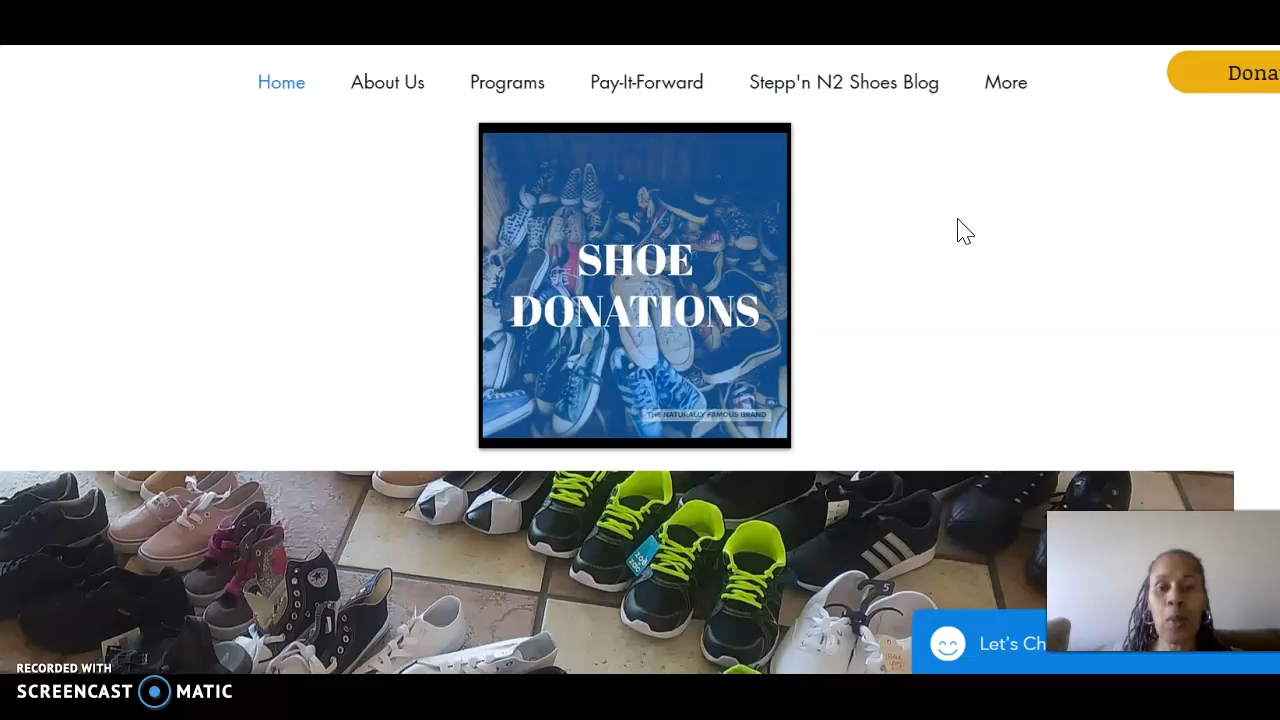 Home About Us Programs Pay-It-Forward Stepp'n N2 Shoes Blog More Dona
SHOE
DONATIONS
THE NATURALLY FAMOUS BRAND
Let's Ch
RECORDED WITH
SCREENCAST MATIC